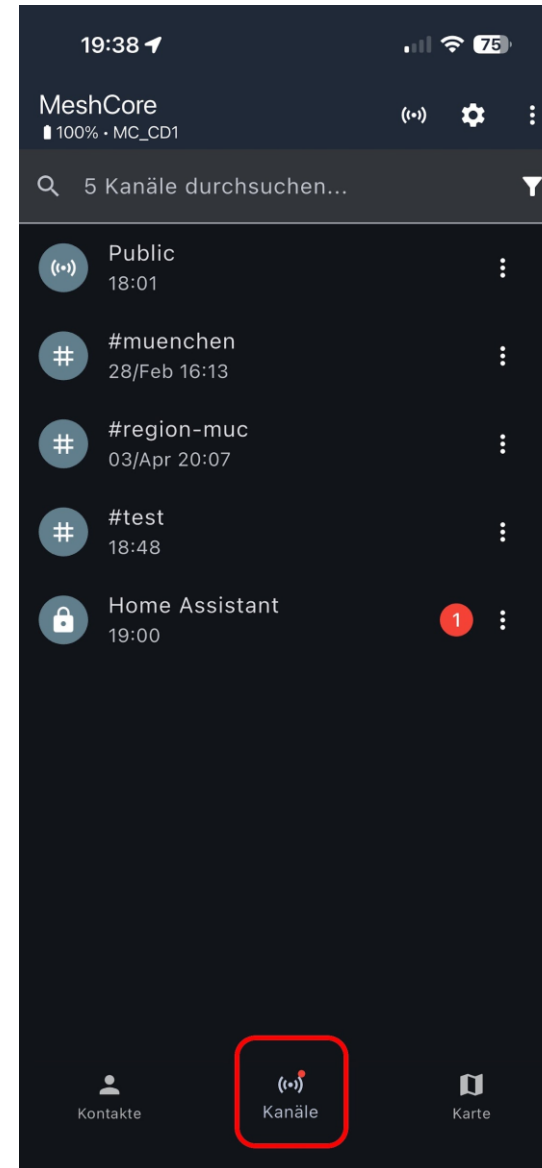 19:38
75
MeshCore
100% • MC_CD1
5 Kanäle durchsuchen...
Public
18:01
#muenchen
28/Feb 16:13
#region-muc
03/Apr 20:07
#test
18:48
Home Assistant
19:00
1
Kontakte
Kanäle
Karte